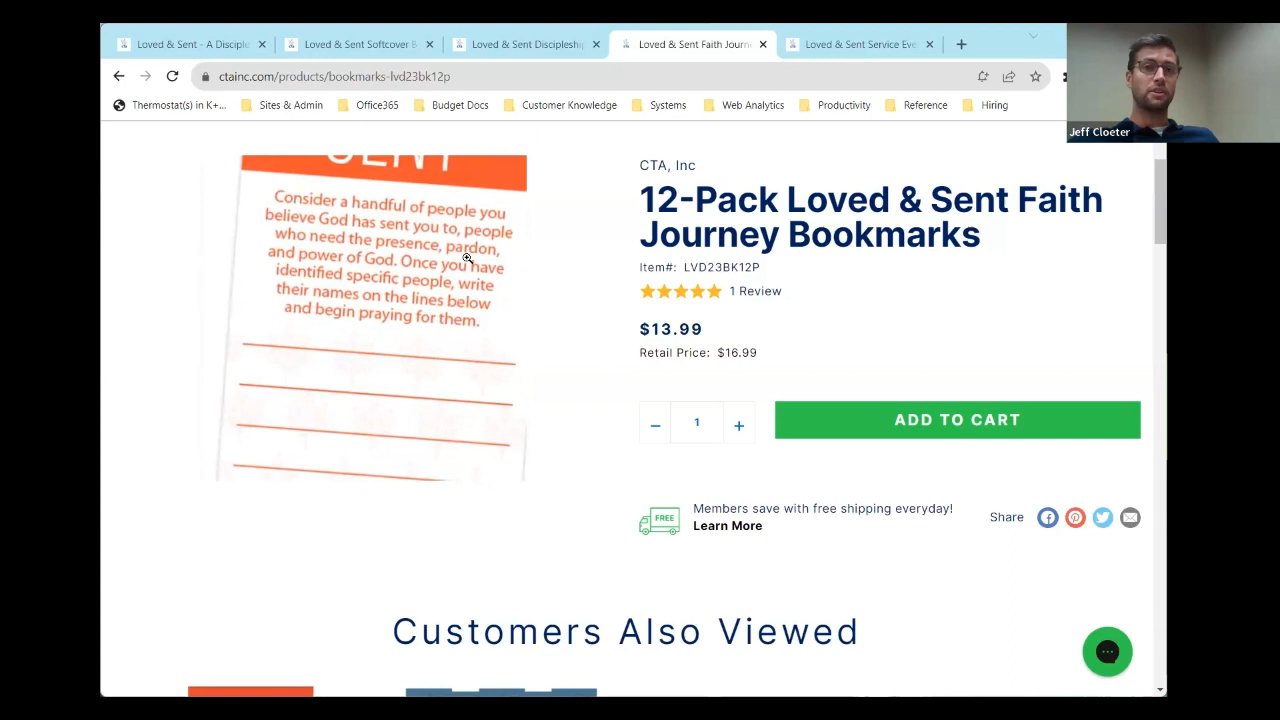 Loved & Sent - A Disciple
Loved & Sent Softcover B
Loved & Sent Discipleshi
Loved & Sent Faith Journ
Loved & Sent Service Eve
ctainc.com/products/bookmarks-lvd23bk12p
Thermostat(s) in K+...
Sites & Admin
Office365
Budget Docs
Customer Knowledge
Systems
Web Analytics
Productivity
Reference
Hiring
Jeff Cloeter
SENT
Consider a handful of people you
believe God has sent you to, people
who need the presence, pardon,
and power of God. Once you have
identified specific people, write
their names on the lines below
and begin praying for them.
CTA, Inc
12-Pack Loved & Sent Faith
Journey Bookmarks
Item#: LVD23BK12P
1 Review
$13.99
Retail Price: $16.99
1
ADD TO CART
FREE
Members save with free shipping everyday!
Learn More
Share
Customers Also Viewed